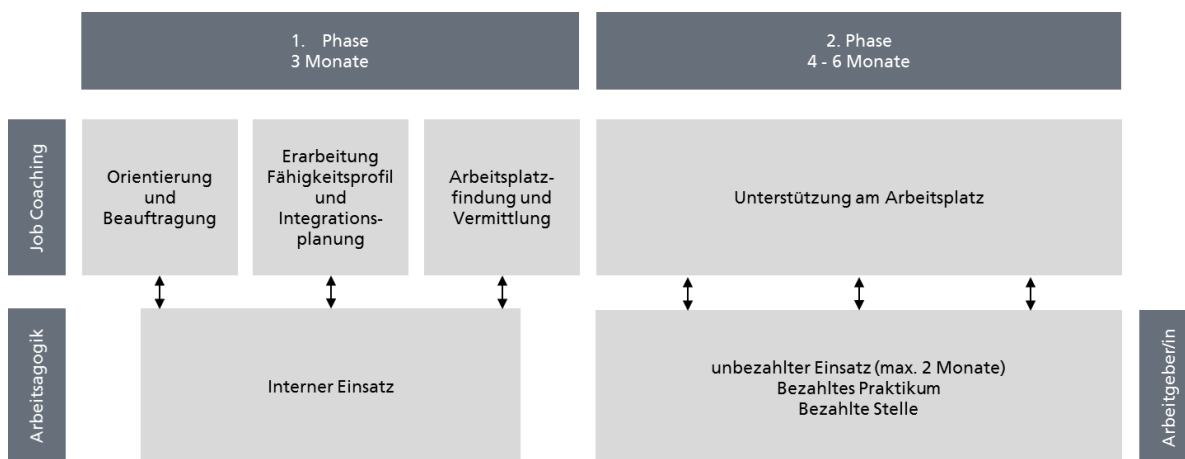 1. Phase
3 Monate
2. Phase
4 - 6 Monate
Job Coaching
Orientierung
und
Beauftragung
Erarbeitung
Fähigkeitsprofil
und
Integrations-
planung
Arbeitsplatz-
findung und
Vermittlung
Unterstützung am Arbeitsplatz
Arbeitsagogik
Interner Einsatz
unbezahlter Einsatz (max. 2 Monate)
Bezahltes Praktikum
Bezahlte Stelle
Arbeitgeber/in